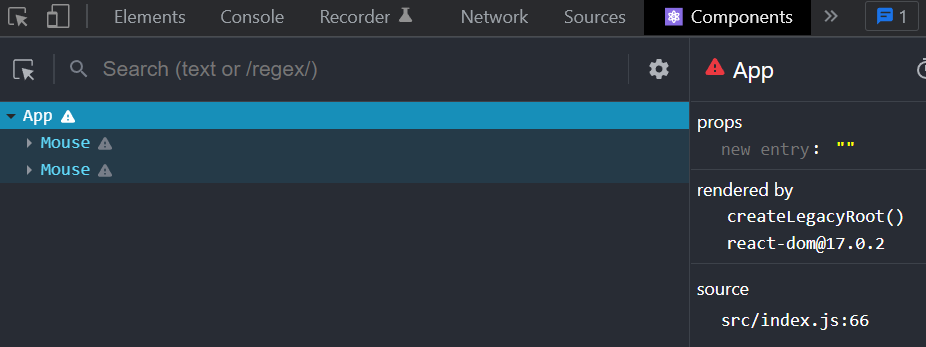 Elements Console Recorder Network Sources Components 1
Search (text or /regex/)
App
App
Mouse
Mouse
props
new entry: ""
rendered by
createLegacyRoot()
react-dom@17.0.2
source
src/index.js:66